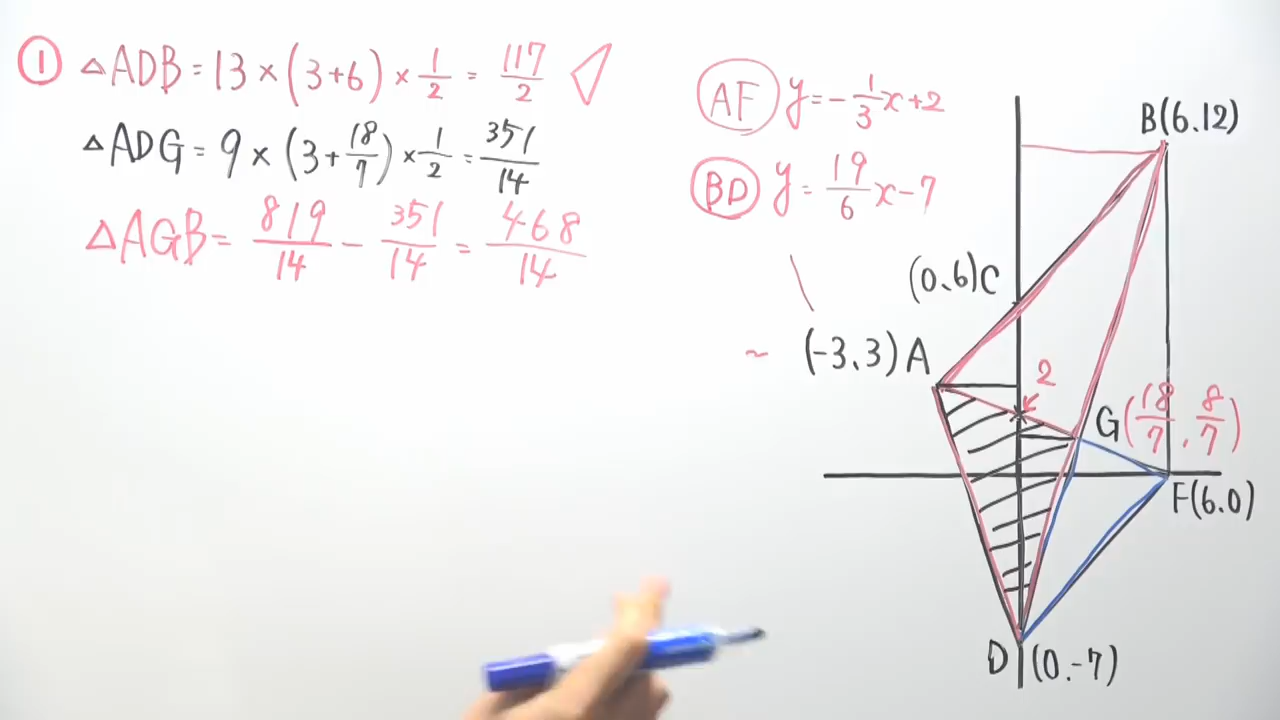 ① △ADB = 13 × (3+6) × 1/2 = 117/2
△ADG = 9 × (3 + 18/7) × 1/2 = 351/14
△AGB = 819/14 − 351/14 = 468/14
AF y = −1/3x+2
BD y = 19/6x−7
B(6.12)
(0、6)C
(-3、3)A
2
G(18/7, 8/7)
F(6.0)
D(0.-7)